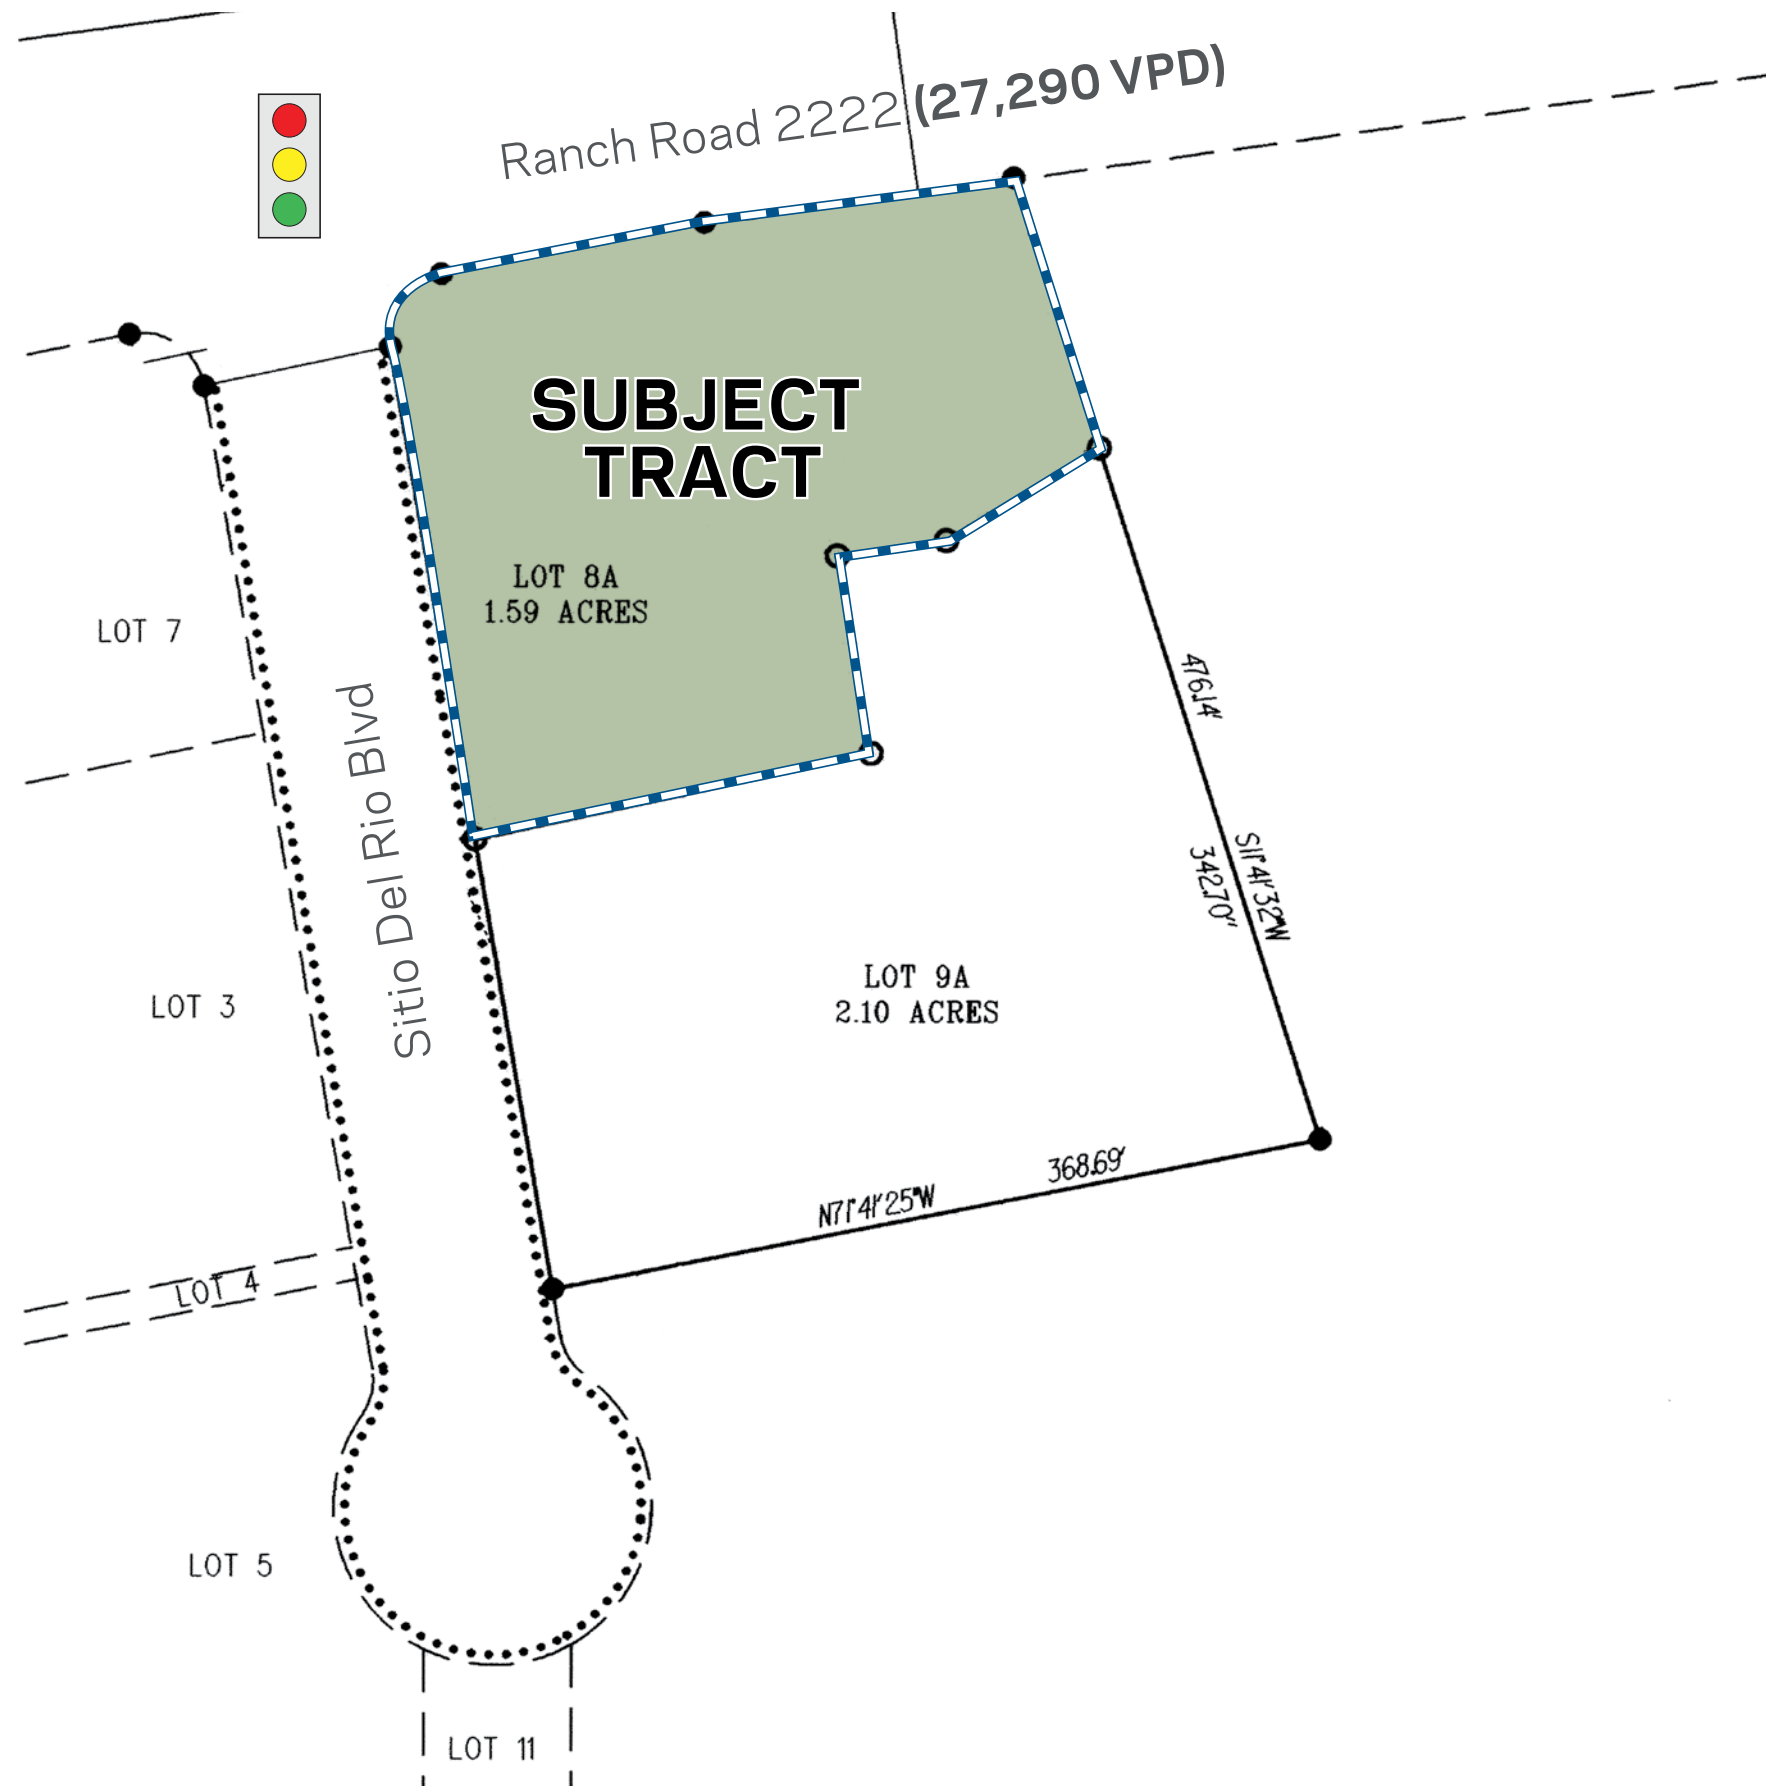 Ranch Road 2222 (27,290 VPD)
SUBJECT
TRACT
LOT 8A
1.59 ACRES
LOT 7
Sitio Del Rio Blvd
476.14'
S11°41'32"W
342.70'
LOT 9A
2.10 ACRES
LOT 3
368.69'
N71°41'25"W
LOT 4
LOT 5
LOT 11